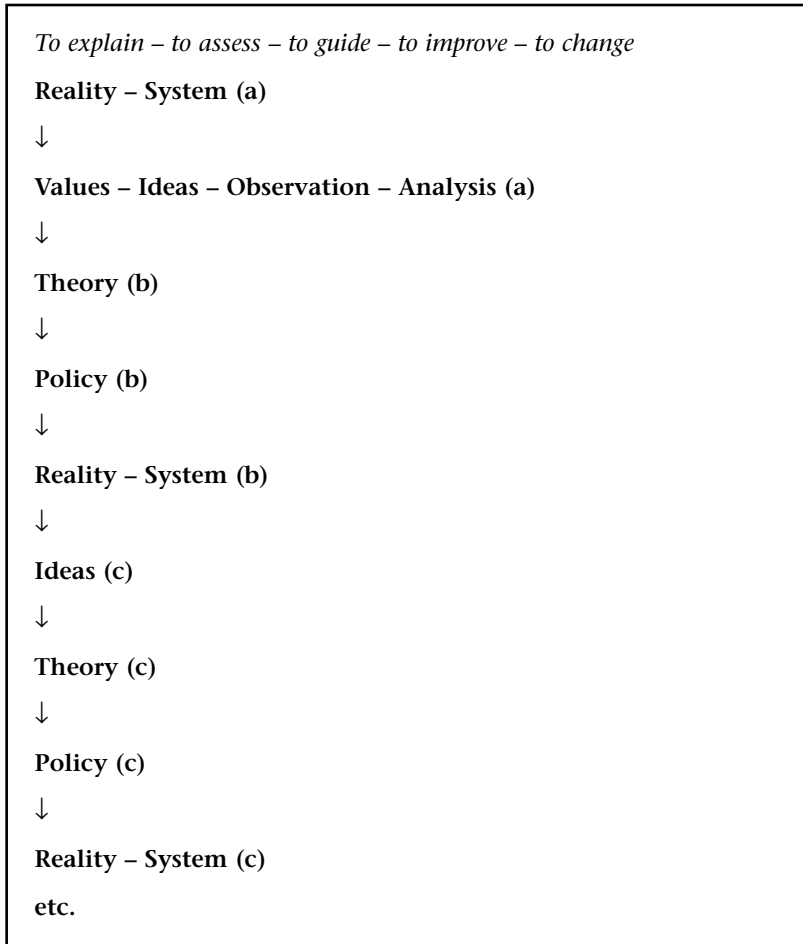 To explain – to assess – to guide – to improve – to change
Reality – System (a)
↓
Values – Ideas – Observation – Analysis (a)
↓
Theory (b)
↓
Policy (b)
↓
Reality – System (b)
↓
Ideas (c)
↓
Theory (c)
↓
Policy (c)
↓
Reality – System (c)
etc.